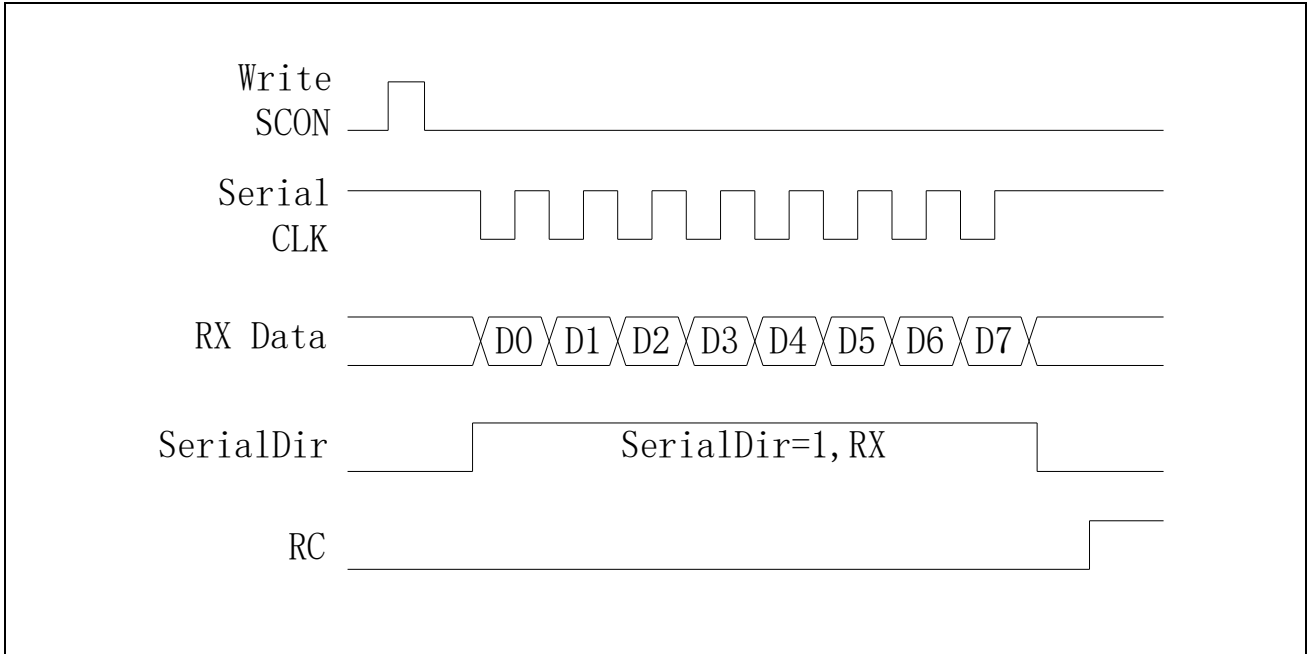 Write
SCON
Serial
CLK
RX Data
D0 D1 D2 D3 D4 D5 D6 D7
SerialDir
SerialDir=1,RX
RC